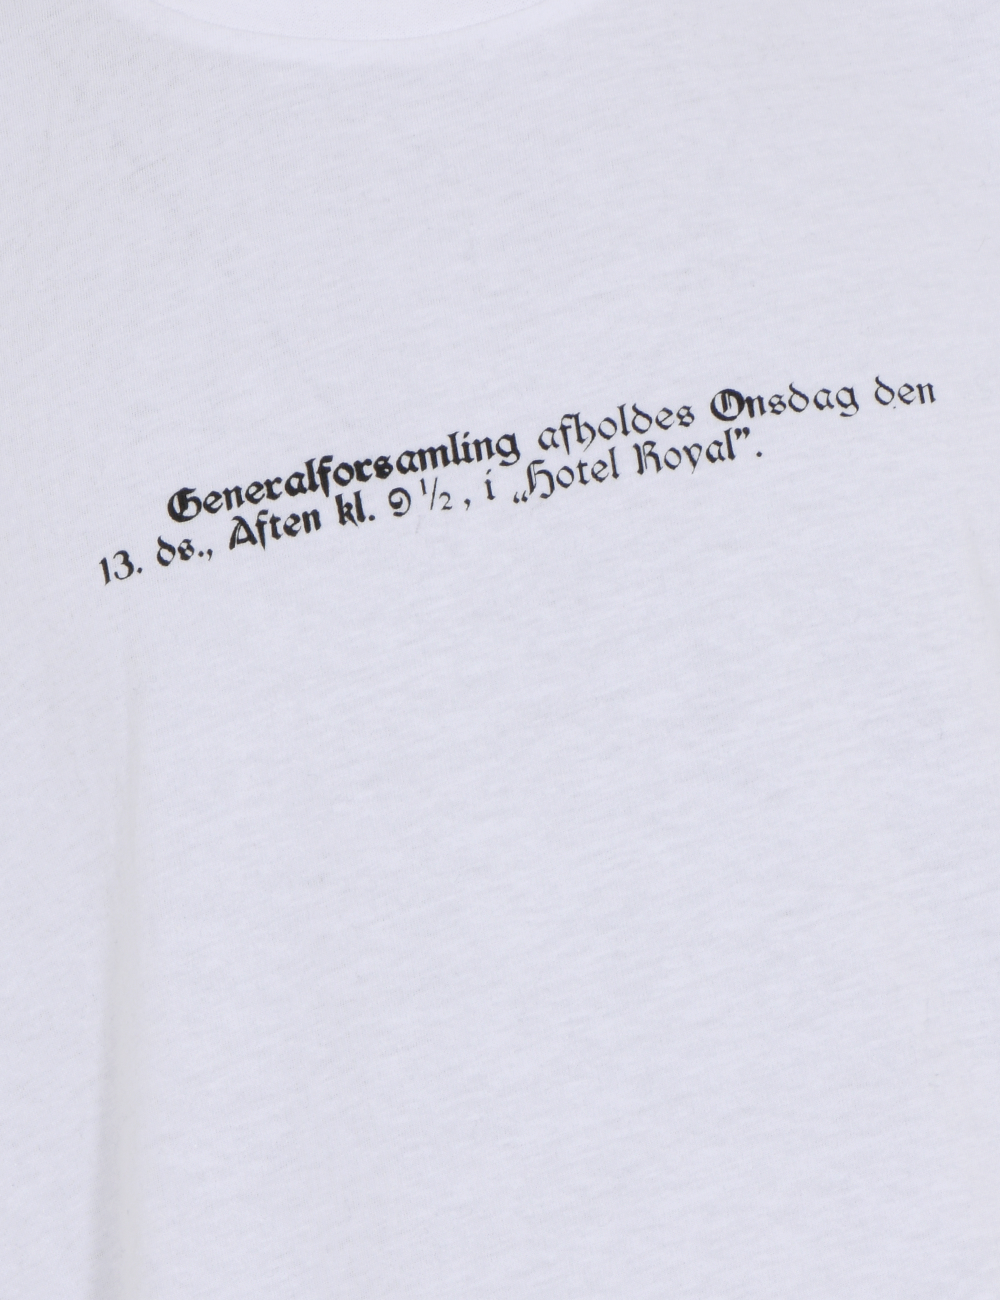 Generalforsamling afholdes Onsdag den
13. ds., Aften kl. 9 1/2, i „Hotel Royal”.